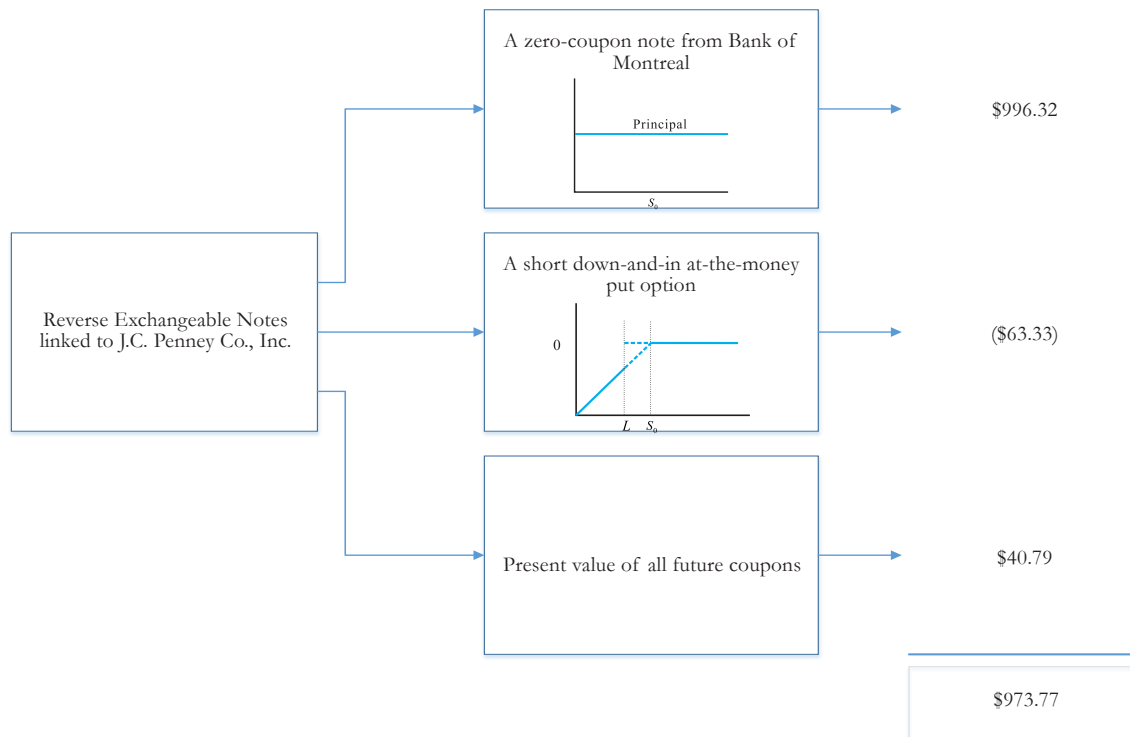 A zero-coupon note from Bank of
Montreal
Principal
S₀
$996.32
Reverse Exchangeable Notes
linked to J.C. Penney Co., Inc.
A short down-and-in at-the-money
put option
0
L S₀
($63.33)
Present value of all future coupons
$40.79
$973.77